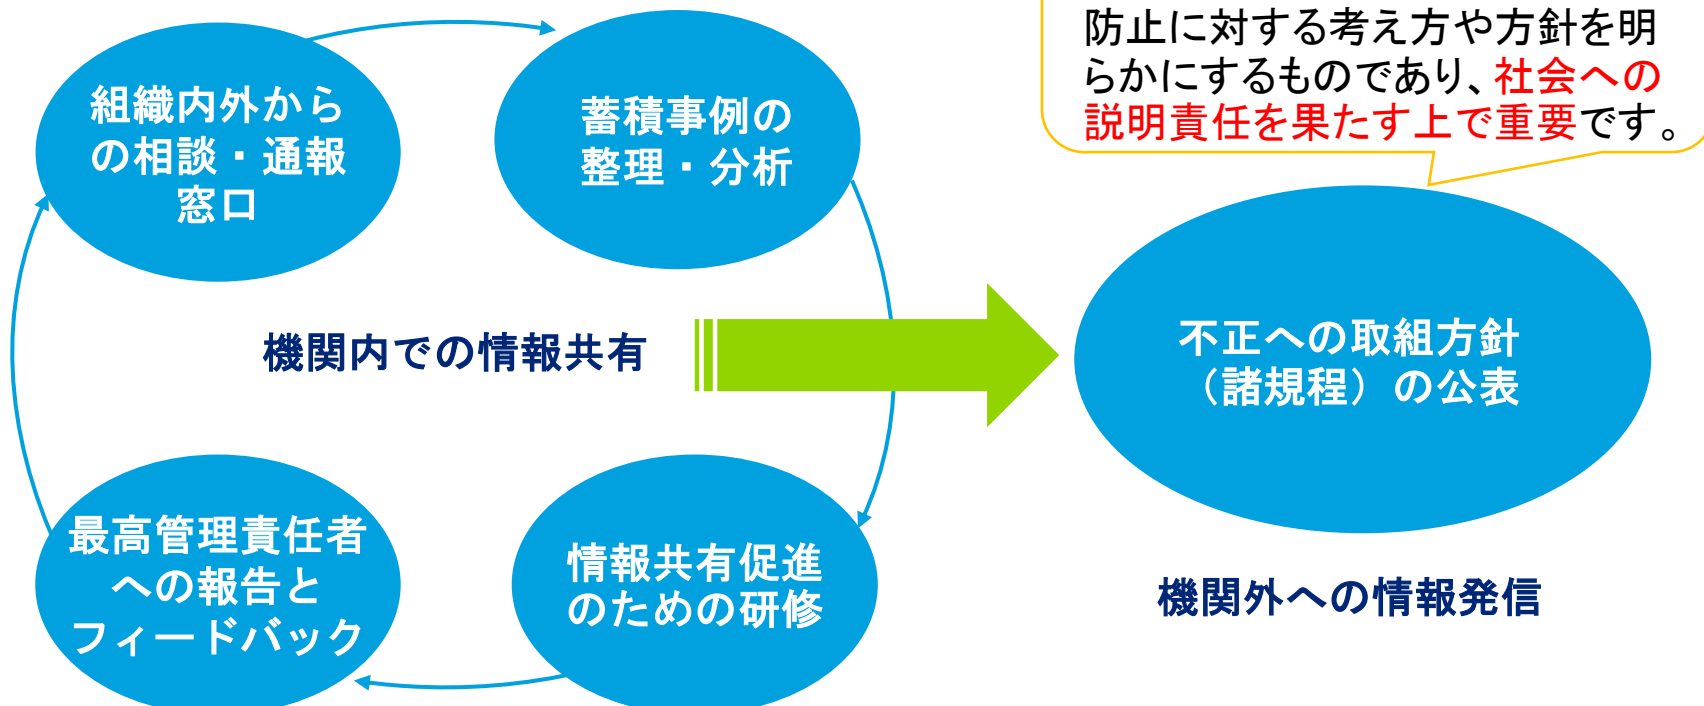 組織内外から
の相談・通報
窓口
蓄積事例の
整理・分析
防止に対する考え方や方針を明
らかにするものであり、社会への
説明責任を果たす上で重要です。
機関内での情報共有
不正への取組方針
（諸規程）の公表
最高管理責任者
への報告と
フィードバック
情報共有促進
のための研修
機関外への情報発信